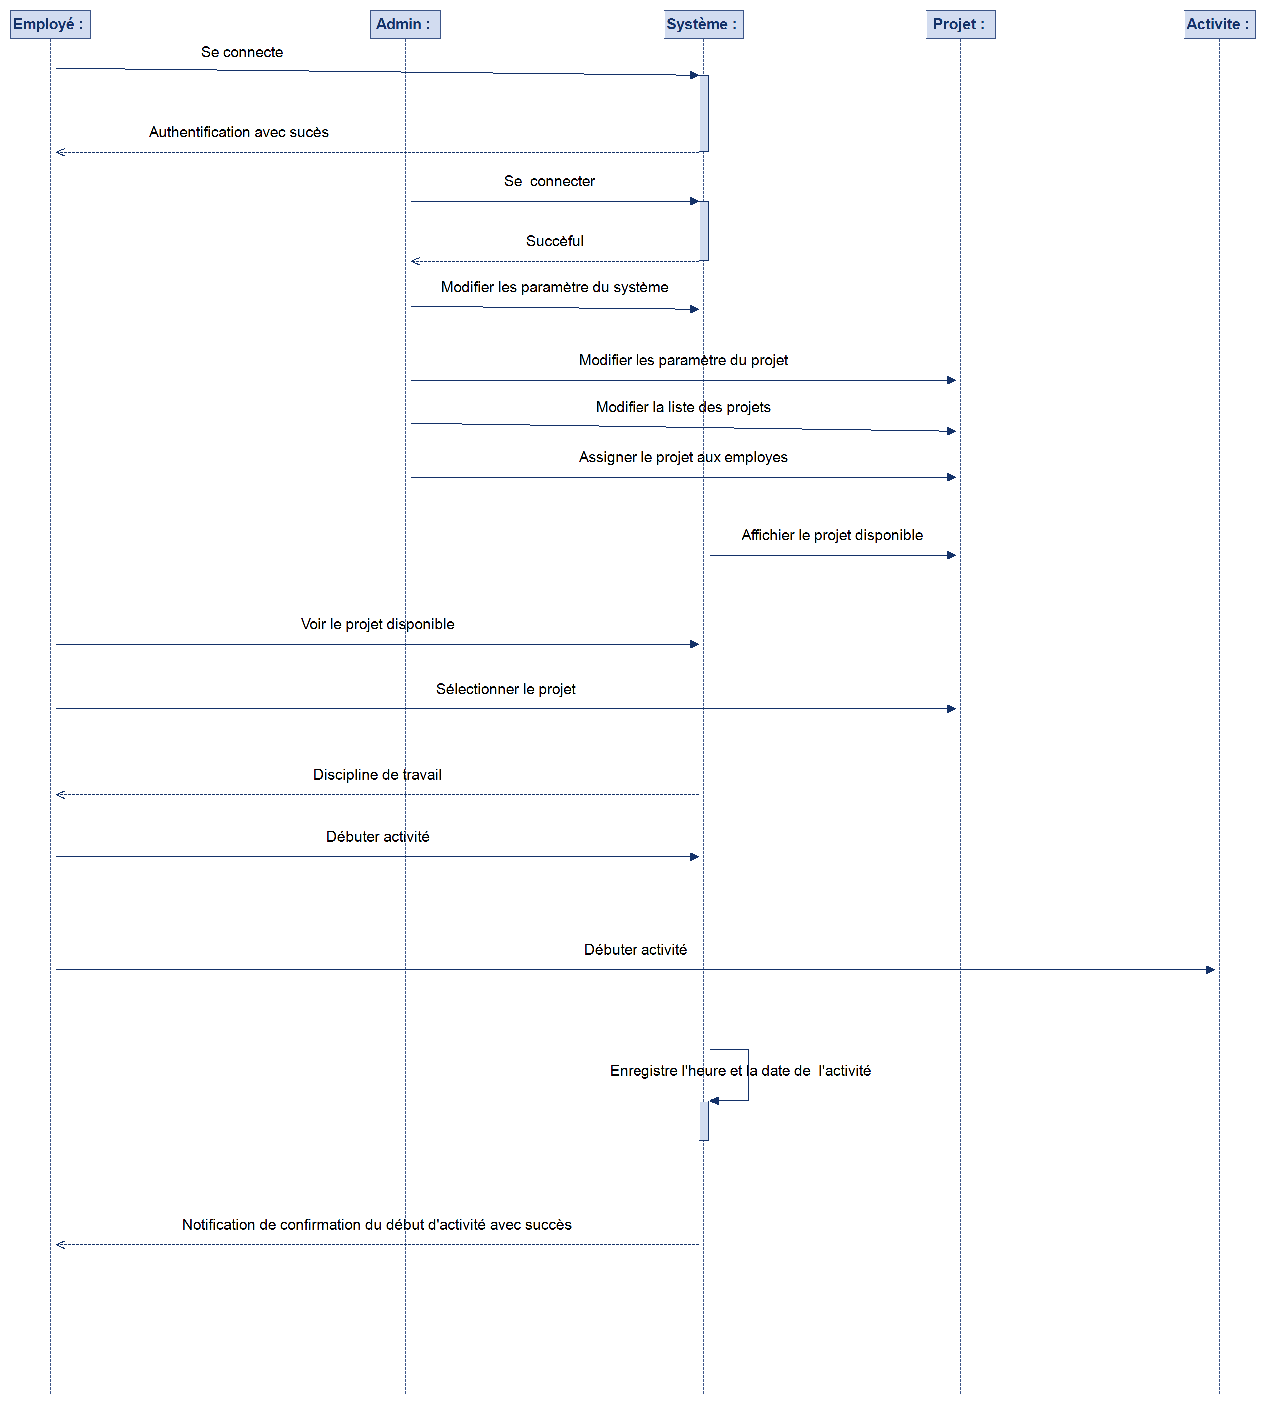 Employé :
Admin :
Système :
Projet :
Activite :
Se connecte
Authentification avec sucès
Se  connecter
Succèful
Modifier les paramètre du système
Modifier les paramètre du projet
Modifier la liste des projets
Assigner le projet aux employes
Affichier le projet disponible
Voir le projet disponible
Sélectionner le projet
Discipline de travail
Débuter activité
Débuter activité
Enregistre l'heure et la date de  l'activité
Notification de confirmation du début d'activité avec succès